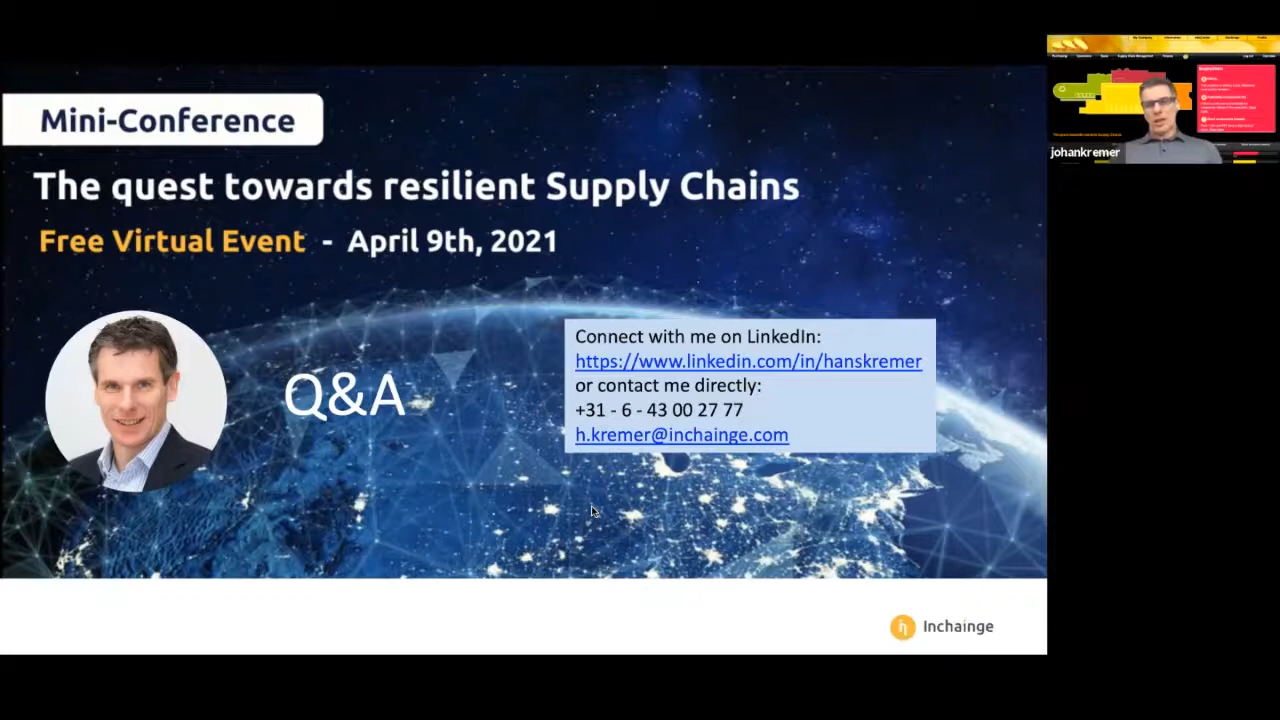 Mini-Conference
The quest towards resilient Supply Chains
Free Virtual Event - April 9th, 2021
Q&A
Connect with me on LinkedIn:
https://www.linkedin.com/in/hanskremer
or contact me directly:
+31 - 6 - 43 00 27 77
h.kremer@inchainge.com
Inchainge
johankremer